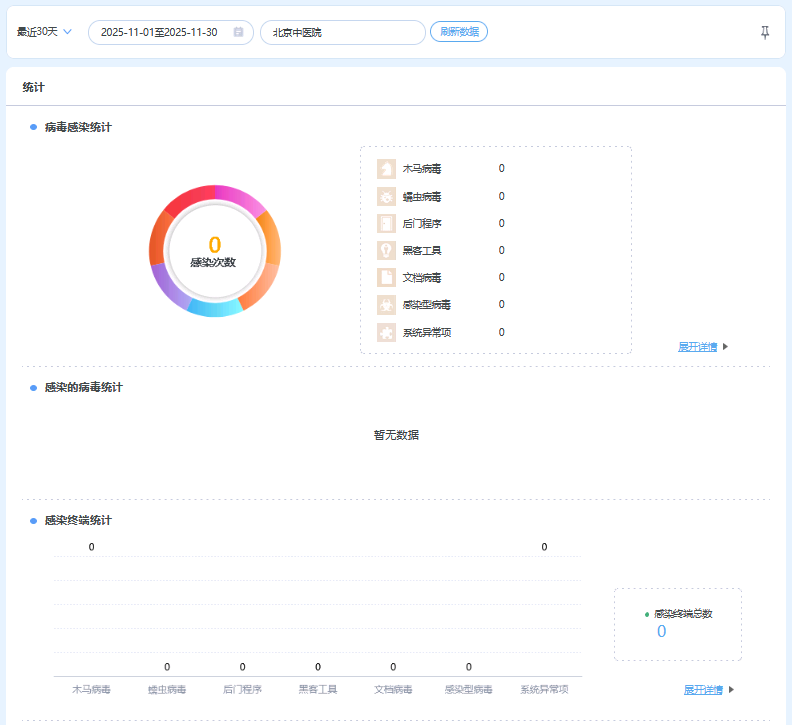 最近30天 2025-11-01至2025-11-30 北京中医院 刷新数据
统计
病毒感染统计
0
感染次数
木马病毒 0
蠕虫病毒 0
后门程序 0
黑客工具 0
文档病毒 0
感染型病毒 0
系统异常项 0
展开详情
感染的病毒统计
暂无数据
感染终端统计
0 0
0 0 0 0 0
木马病毒 蠕虫病毒 后门程序 黑客工具 文档病毒 感染型病毒 系统异常项
感染终端总数
0
展开详情